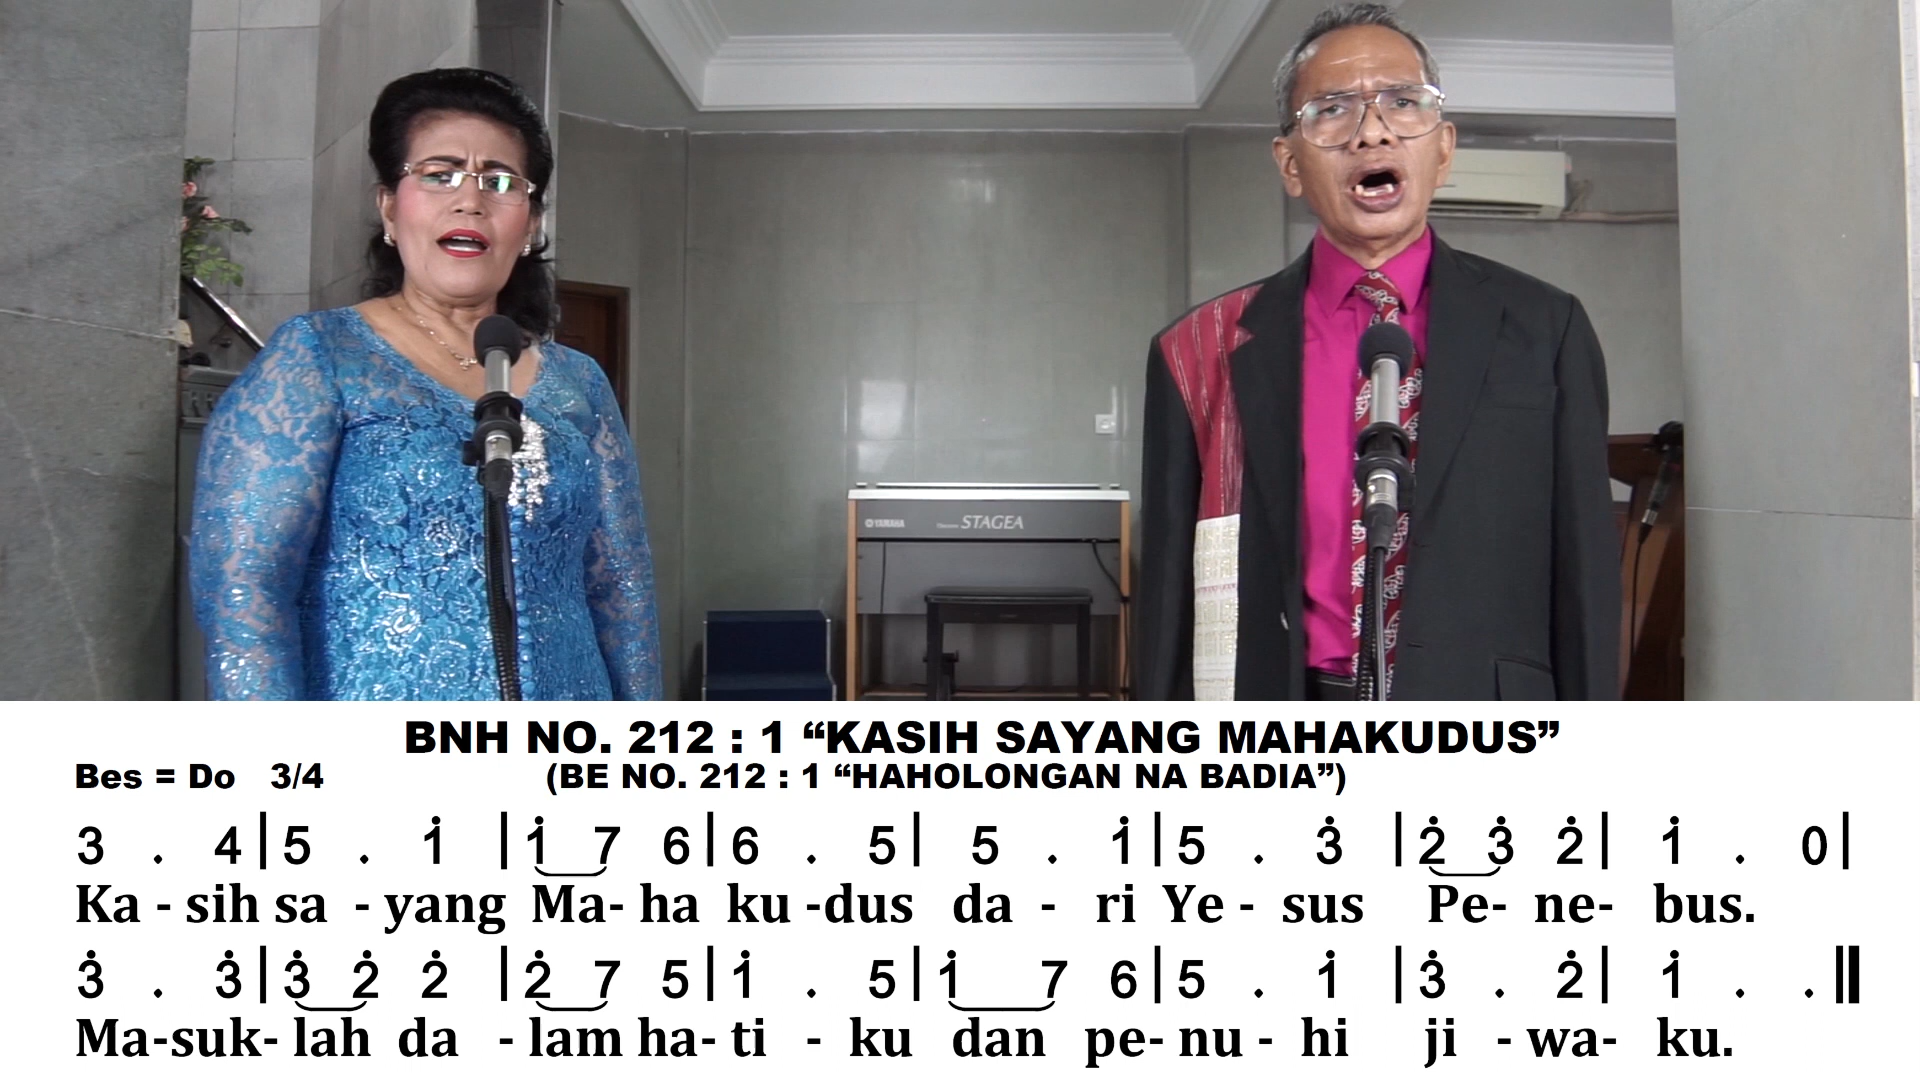 YAMAHA STAGEA
BNH NO. 212 : 1 “KASIH SAYANG MAHAKUDUS”
Bes = Do 3/4 (BE NO. 212 : 1 “HAHOLONGAN NA BADIA”)
3 . 4 | 5 . 1̇ | 1̇ 7 6 | 6 . 5 | 5 . 1̇ | 5 . 3̇ | 2̇ 3̇ 2̇ | 1̇ . 0 |
Ka - sih sa - yang Ma- ha ku -dus da - ri Ye - sus Pe- ne- bus.
3̇ . 3̇ | 3̇ 2̇ 2̇ | 2̇ 7 5 | 1̇ . 5 | 1̇ 7 6 | 5 . 1̇ | 3̇ . 2̇ | 1̇ . . ||
Ma-suk- lah da - lam ha- ti - ku dan pe- nu - hi ji - wa- ku.